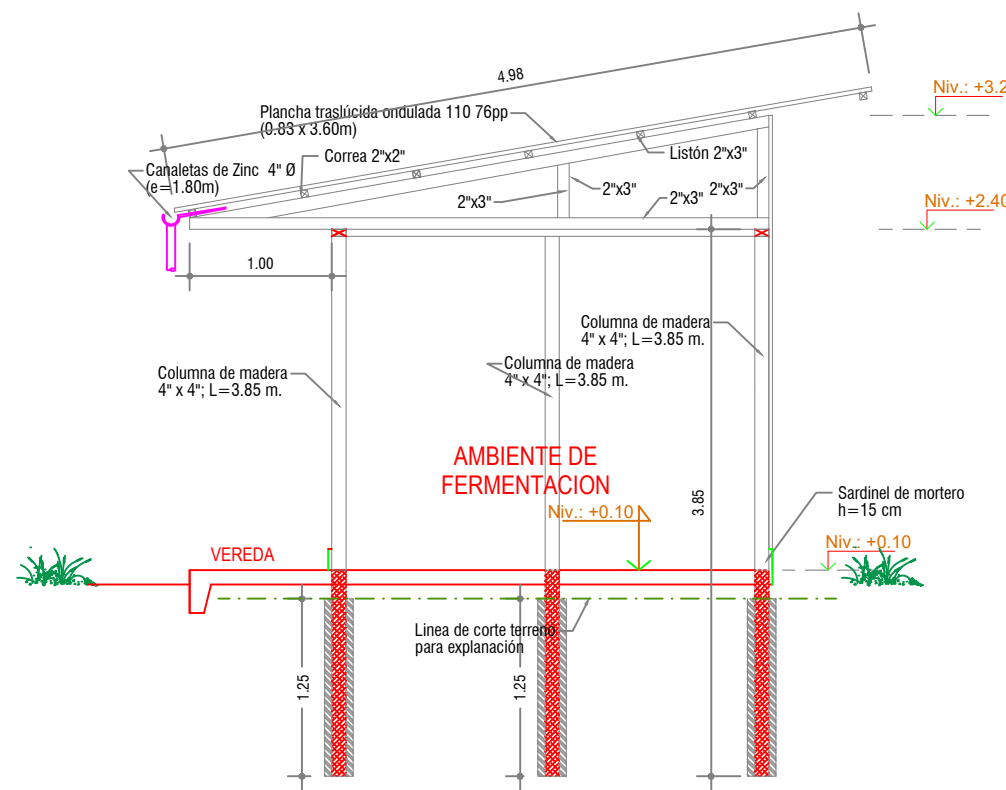 4.98
Niv.: +3.2
Plancha traslúcida ondulada 110 76pp
(0.83 x 3.60m)
Correa 2"x2"
Listón 2"x3"
Canaletas de Zinc 4" Ø
(e=1.80m)
2"x3"
2"x3"
2"x3"
2"x3"
Niv.: +2.40
1.00
Columna de madera
4" x 4"; L=3.85 m.
Columna de madera
4" x 4"; L=3.85 m.
Columna de madera
4" x 4"; L=3.85 m.
AMBIENTE DE
FERMENTACION
Niv.: +0.10
3.85
Sardinel de mortero
h=15 cm
Niv.: +0.10
VEREDA
Linea de corte terreno
para explanación
1.25
1.25